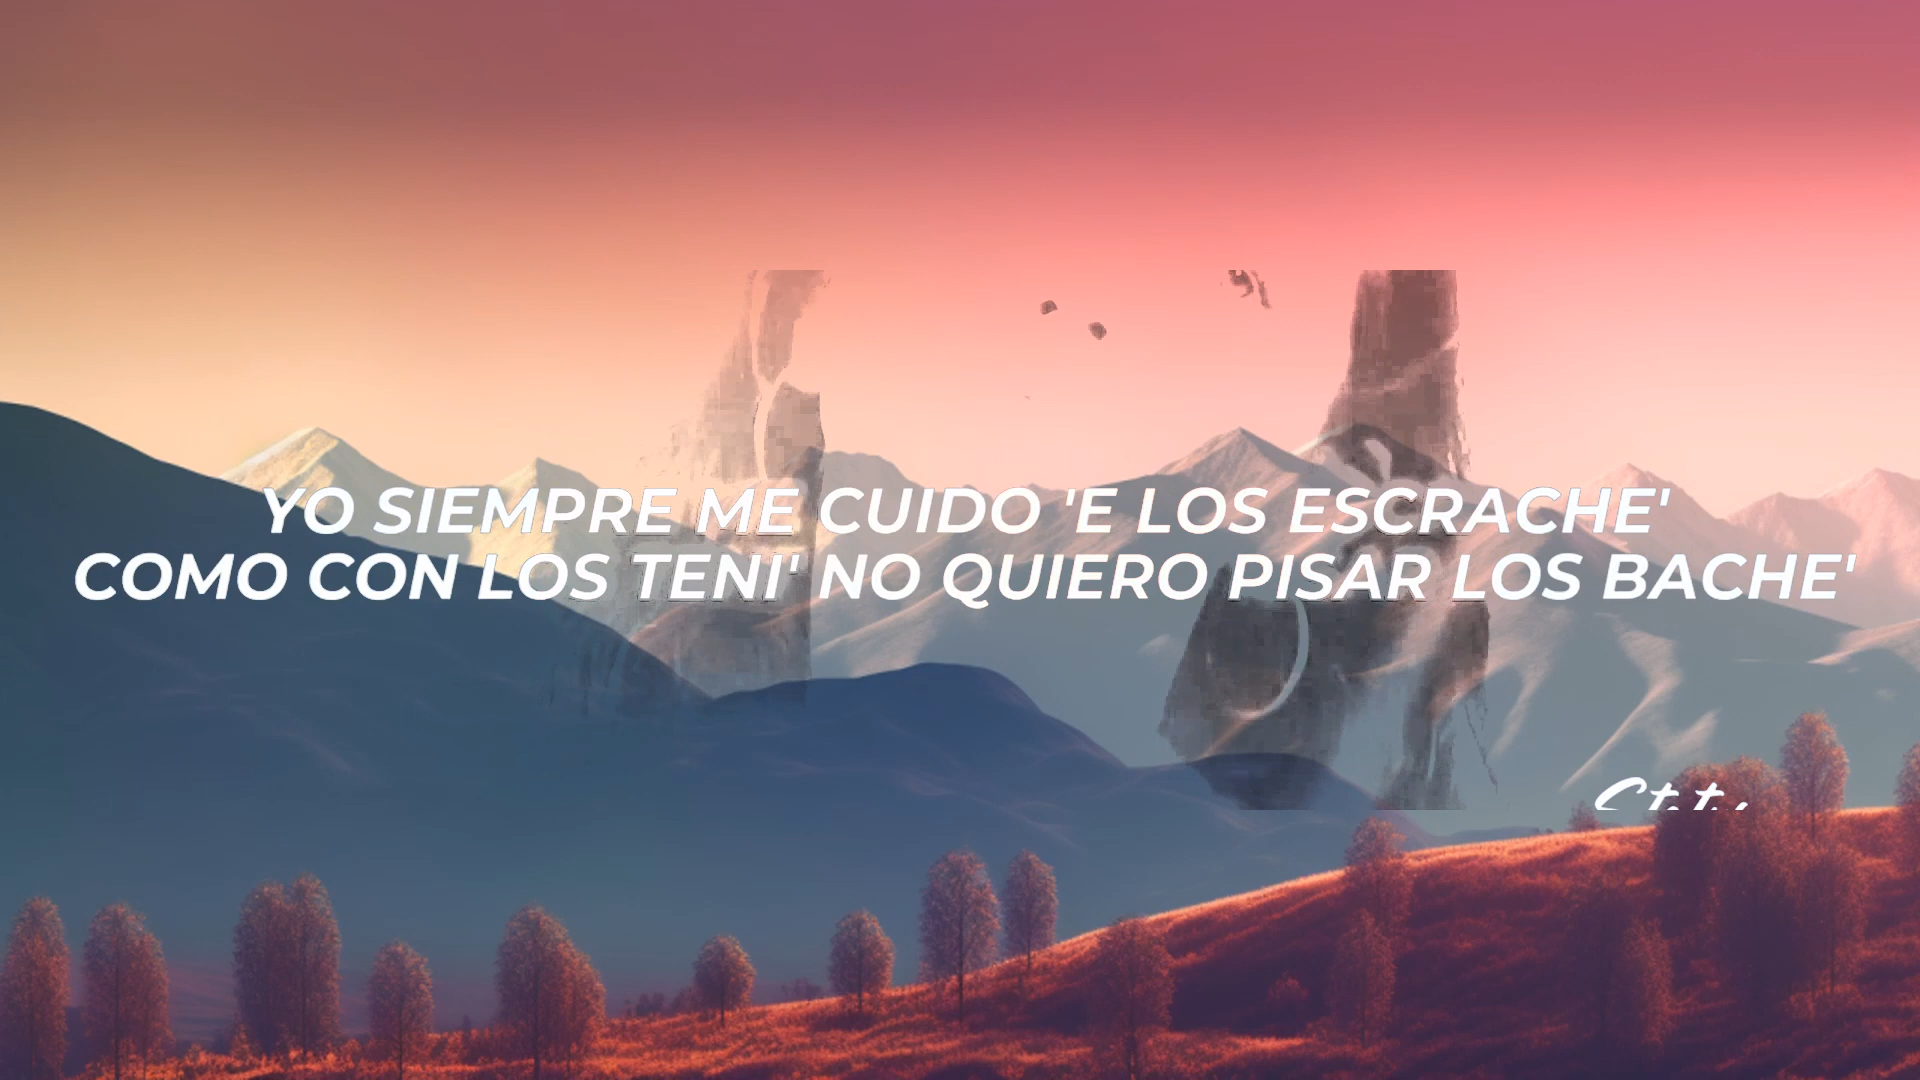 YO SIEMPRE ME CUIDO 'E LOS ESCRACHE'
COMO CON LOS TENI' NO QUIERO PISAR LOS BACHE'